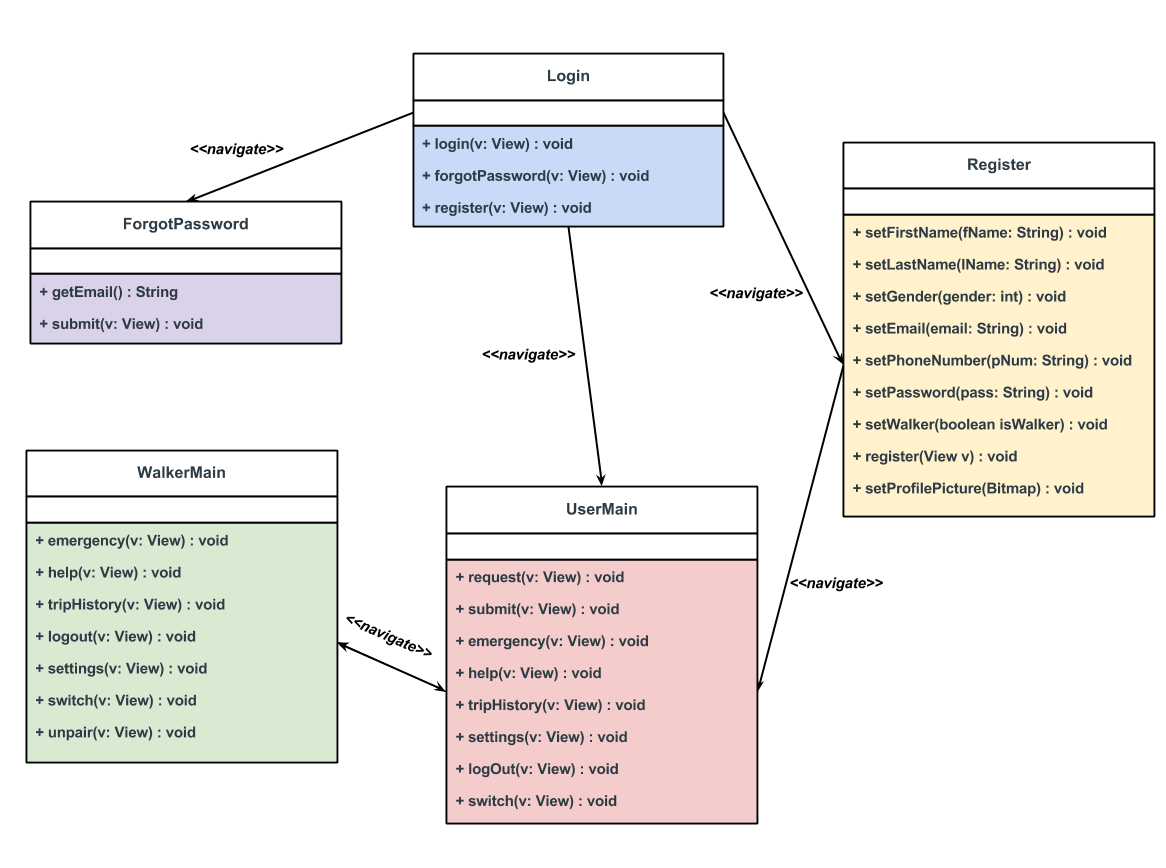 Login
+ login(v: View) : void
+ forgotPassword(v: View) : void
+ register(v: View) : void
<<navigate>>
ForgotPassword
+ getEmail() : String
+ submit(v: View) : void
<<navigate>>
Register
+ setFirstName(fName: String) : void
+ setLastName(lName: String) : void
+ setGender(gender: int) : void
+ setEmail(email: String) : void
+ setPhoneNumber(pNum: String) : void
+ setPassword(pass: String) : void
+ setWalker(boolean isWalker) : void
+ register(View v) : void
+ setProfilePicture(Bitmap) : void
<<navigate>>
<<navigate>>
WalkerMain
+ emergency(v: View) : void
+ help(v: View) : void
+ tripHistory(v: View) : void
+ logout(v: View) : void
+ settings(v: View) : void
+ switch(v: View) : void
+ unpair(v: View) : void
<<navigate>>
UserMain
+ request(v: View) : void
+ submit(v: View) : void
+ emergency(v: View) : void
+ help(v: View) : void
+ tripHistory(v: View) : void
+ settings(v: View) : void
+ logOut(v: View) : void
+ switch(v: View) : void